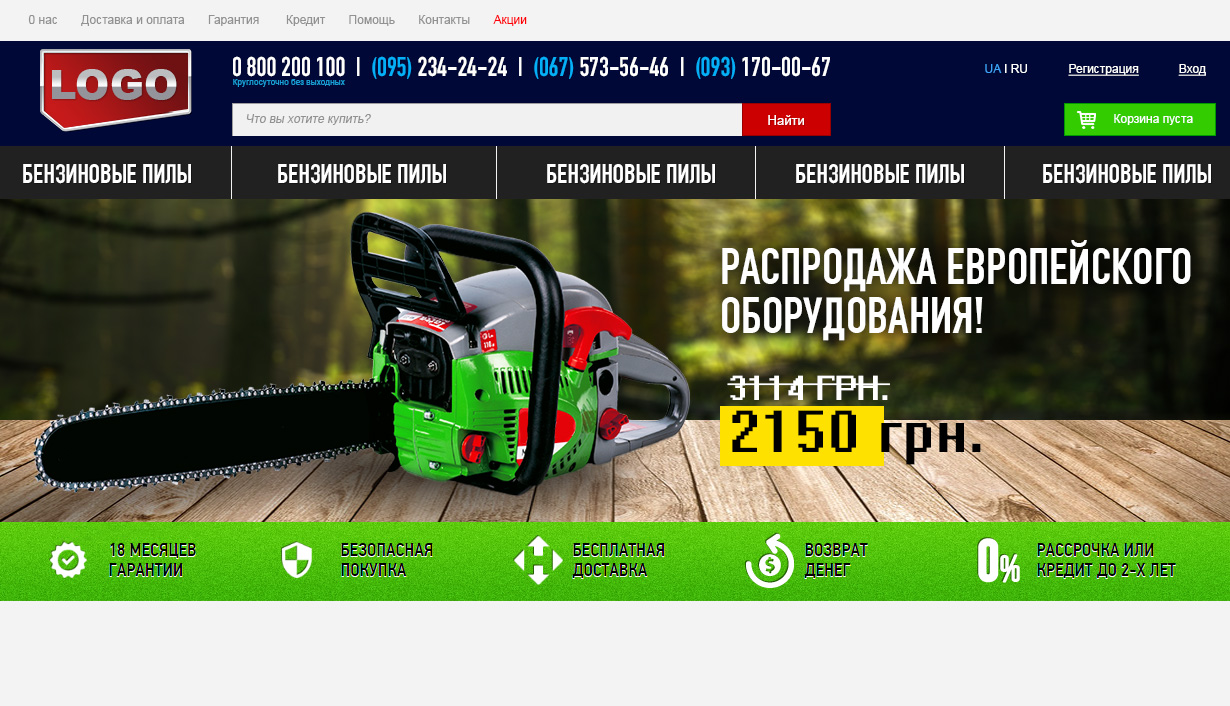 О нас Доставка и оплата Гарантия Кредит Помощь Контакты Акции
LOGO
0 800 200 100 I (095) 234-24-24 I (067) 573-56-46 I (093) 170-00-67
Круглосуточно без выходных
UA I RU Регистрация Вход
Что вы хотите купить? Найти
Корзина пуста
БЕНЗИНОВЫЕ ПИЛЫ БЕНЗИНОВЫЕ ПИЛЫ БЕНЗИНОВЫЕ ПИЛЫ БЕНЗИНОВЫЕ ПИЛЫ БЕНЗИНОВЫЕ ПИЛЫ
РАСПРОДАЖА ЕВРОПЕЙСКОГО
ОБОРУДОВАНИЯ!
3114 ГРН.
2150 грн.
18 МЕСЯЦЕВ
ГАРАНТИИ
БЕЗОПАСНАЯ
ПОКУПКА
БЕСПЛАТНАЯ
ДОСТАВКА
ВОЗВРАТ
ДЕНЕГ
0%
РАССРОЧКА ИЛИ
КРЕДИТ ДО 2-Х ЛЕТ